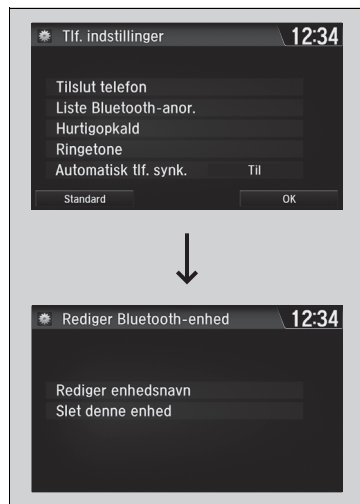 Tlf. indstillinger 12:34
Tilslut telefon
Liste Bluetooth-anor.
Hurtigopkald
Ringetone
Automatisk tlf. synk. Til
Standard OK
Rediger Bluetooth-enhed 12:34
Rediger enhedsnavn
Slet denne enhed